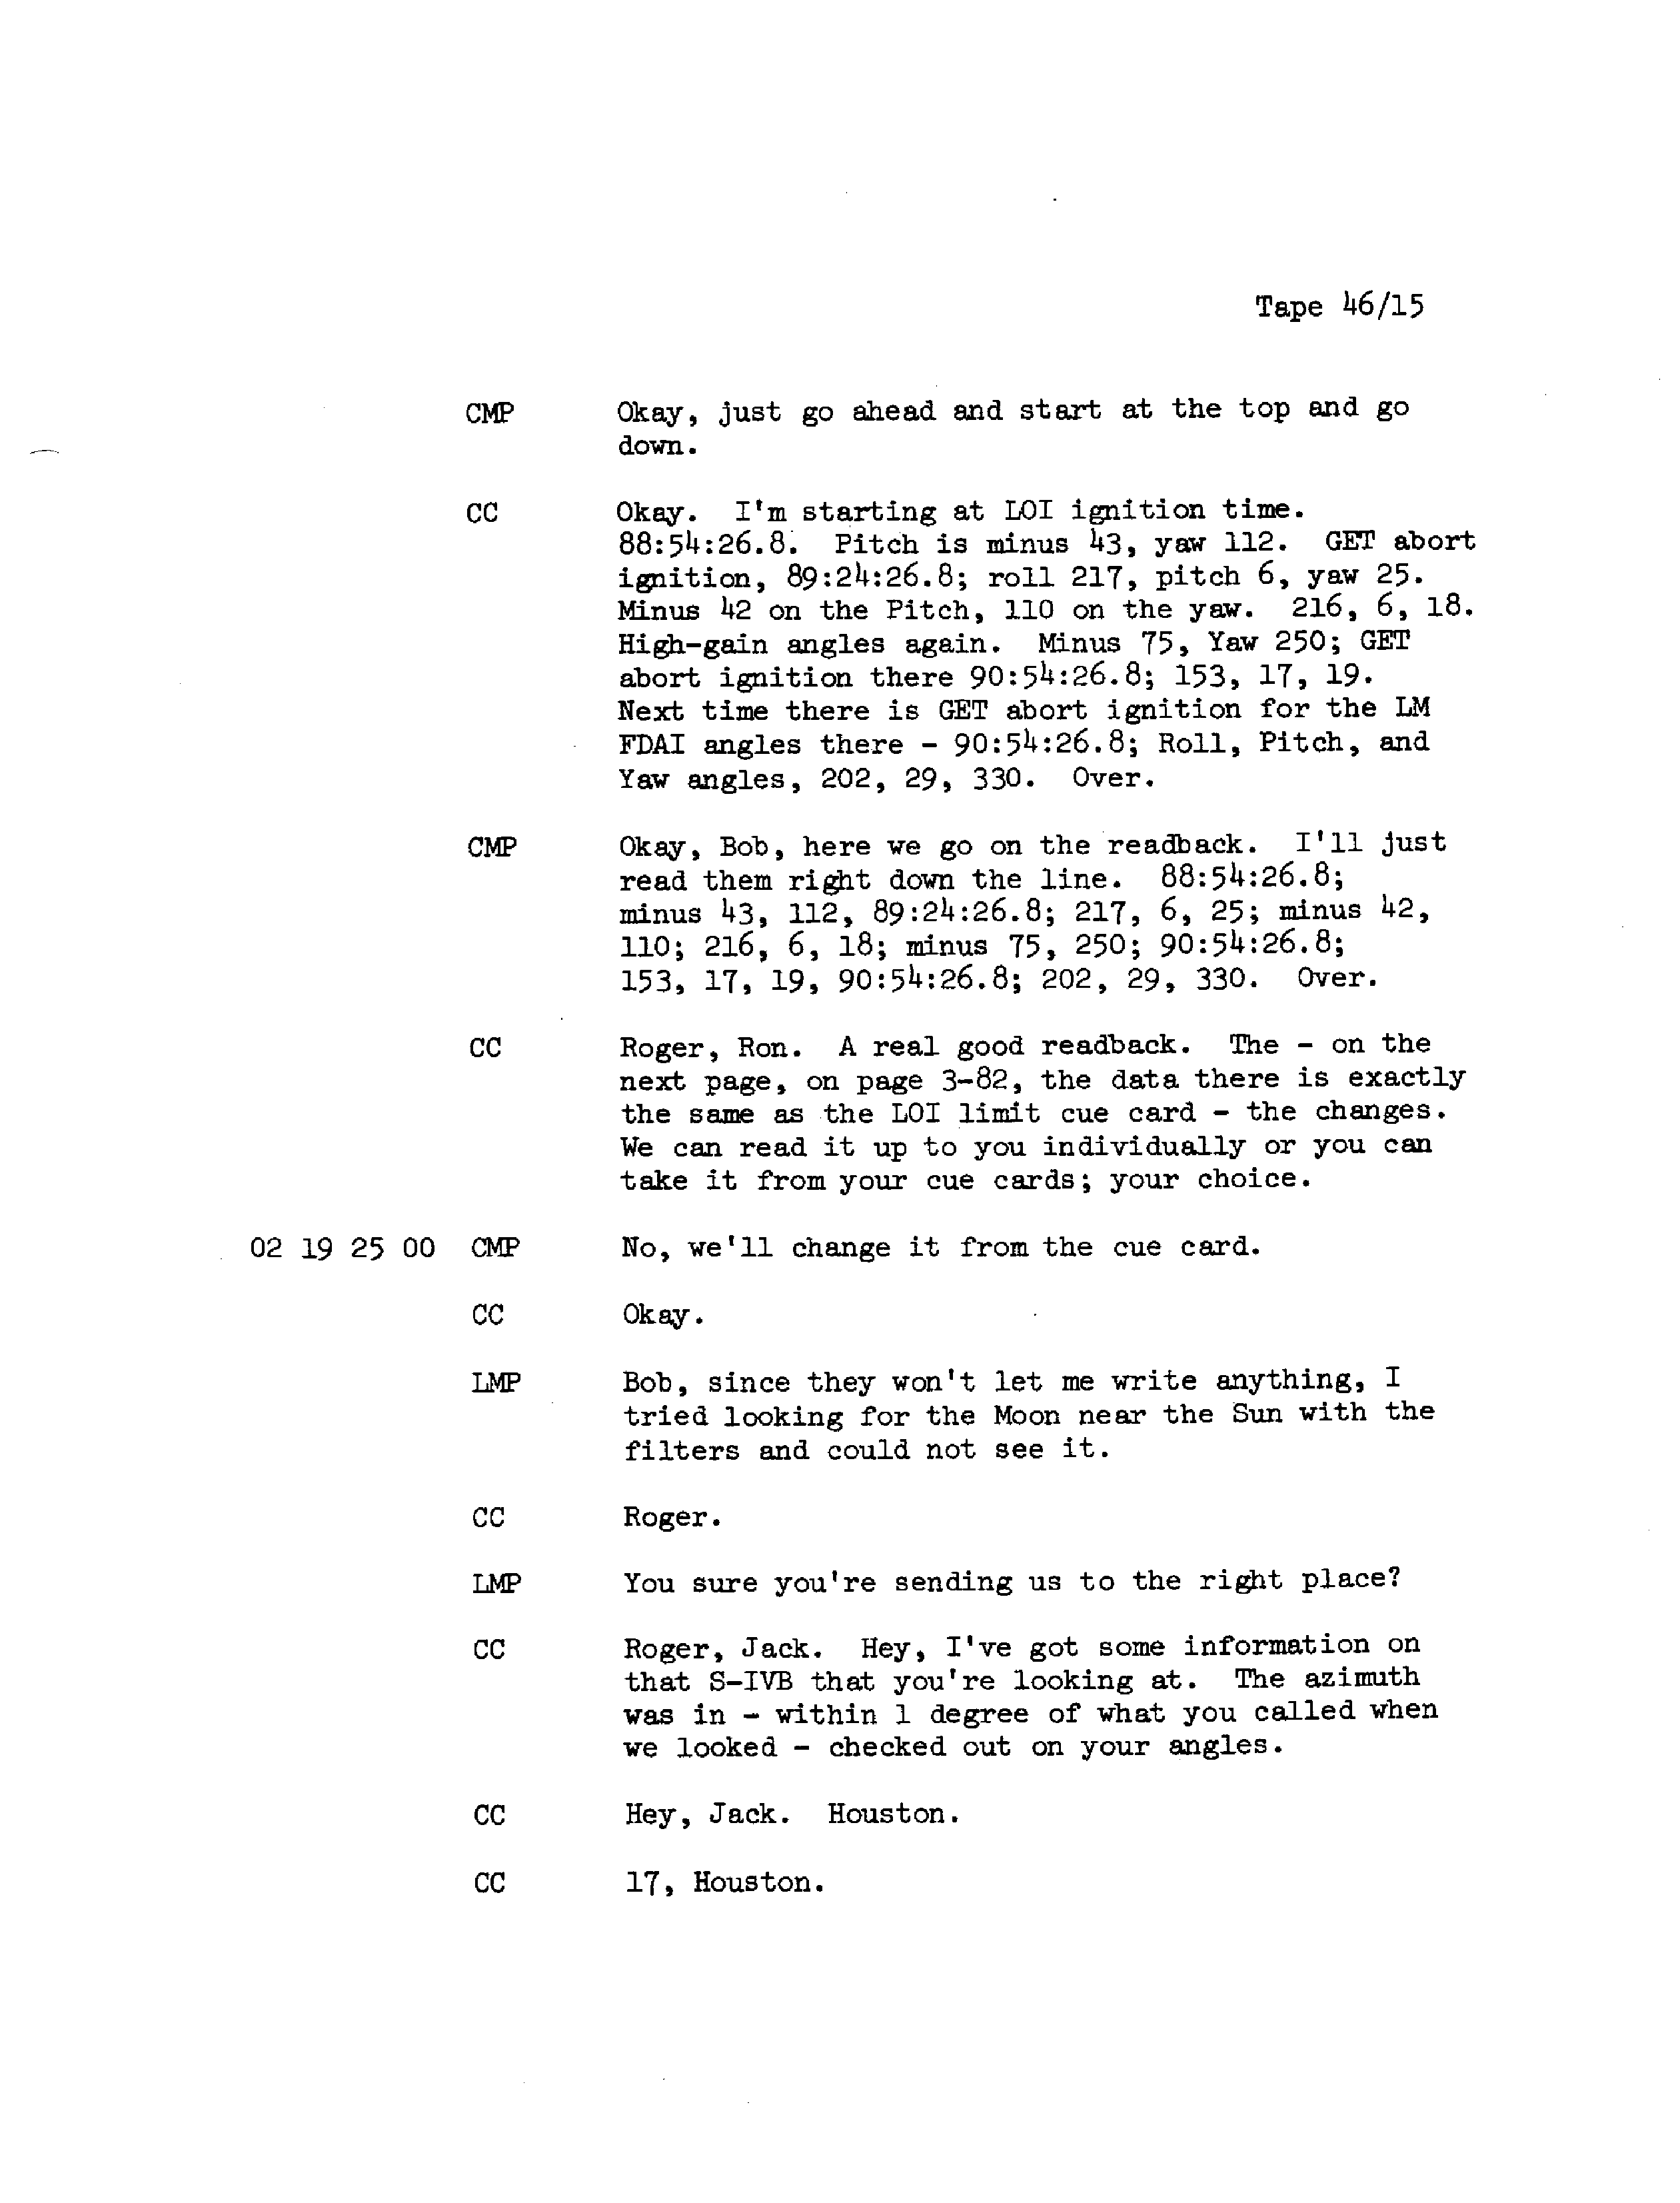 Tape 46/15
CMP Okay, just go ahead and start at the top and go
down.
CC Okay. I'm starting at LOI ignition time.
88:54:26.8. Pitch is minus 43, yaw 112. GET abort
ignition, 89:24:26.8; roll 217, pitch 6, yaw 25.
Minus 42 on the Pitch, 110 on the yaw. 216, 6, 18.
High-gain angles again. Minus 75, Yaw 250; GET
abort ignition there 90:54:26.8; 153, 17, 19.
Next time there is GET abort ignition for the LM
FDAI angles there - 90:54:26.8; Roll, Pitch, and
Yaw angles, 202, 29, 330. Over.
CMP Okay, Bob, here we go on the readback. I'll just
read them right down the line. 88:54:26.8;
minus 43, 112, 89:24:26.8; 217, 6, 25; minus 42,
110; 216, 6, 18; minus 75, 250; 90:54:26.8;
153, 17, 19, 90:54:26.8; 202, 29, 330. Over.
CC Roger, Ron. A real good readback. The - on the
next page, on page 3-82, the data there is exactly
the same as the LOI limit cue card - the changes.
We can read it up to you individually or you can
take it from your cue cards; your choice.
02 19 25 00 CMP No, we'll change it from the cue card.
CC Okay.
LMP Bob, since they won't let me write anything, I
tried looking for the Moon near the Sun with the
filters and could not see it.
CC Roger.
LMP You sure you're sending us to the right place?
CC Roger, Jack. Hey, I've got some information on
that S-IVB that you're looking at. The azimuth
was in - within 1 degree of what you called when
we looked - checked out on your angles.
CC Hey, Jack. Houston.
CC 17, Houston.